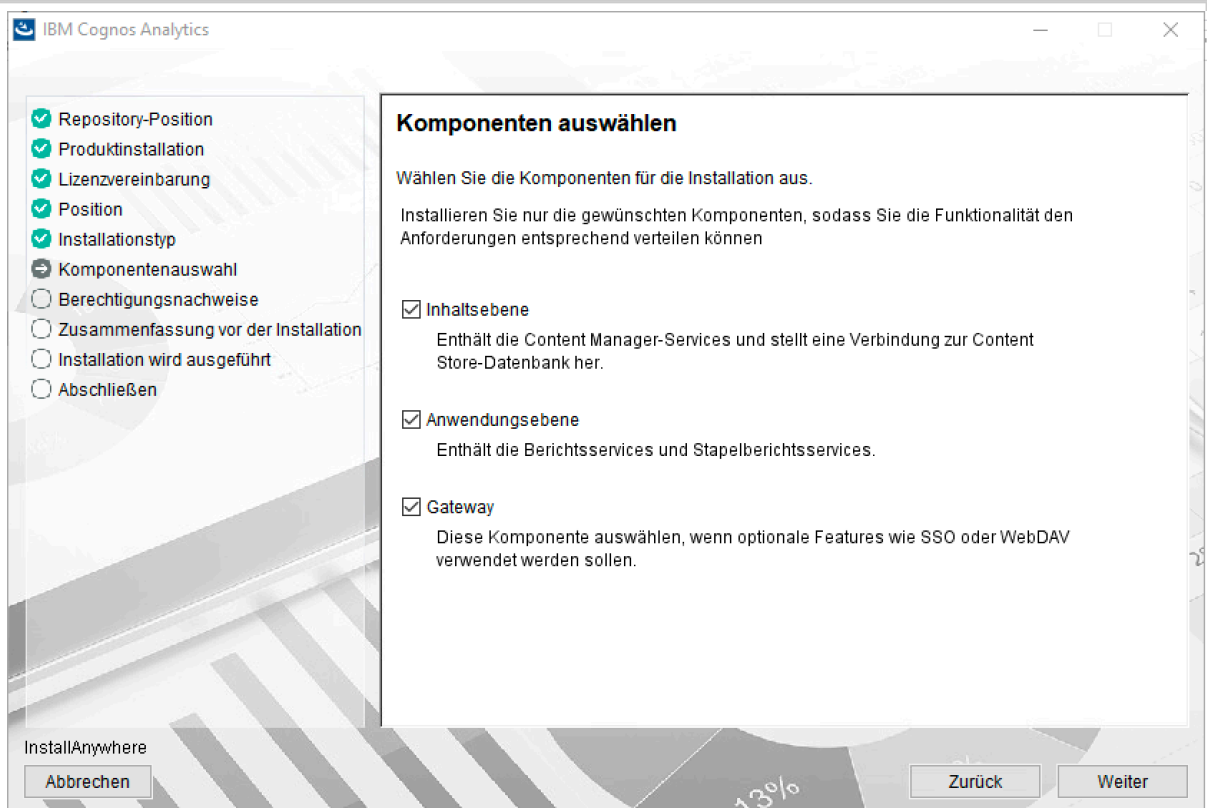 IBM Cognos Analytics
Repository-Position
Produktinstallation
Lizenzvereinbarung
Position
Installationstyp
Komponentenauswahl
Berechtigungsnachweise
Zusammenfassung vor der Installation
Installation wird ausgeführt
Abschließen
Komponenten auswählen
Wählen Sie die Komponenten für die Installation aus.
Installieren Sie nur die gewünschten Komponenten, sodass Sie die Funktionalität den
Anforderungen entsprechend verteilen können
Inhaltsebene
Enthält die Content Manager-Services und stellt eine Verbindung zur Content
Store-Datenbank her.
Anwendungsebene
Enthält die Berichtsservices und Stapelberichtsservices.
Gateway
Diese Komponente auswählen, wenn optionale Features wie SSO oder WebDAV
verwendet werden sollen.
InstallAnywhere
Abbrechen
13%
Zurück
Weiter